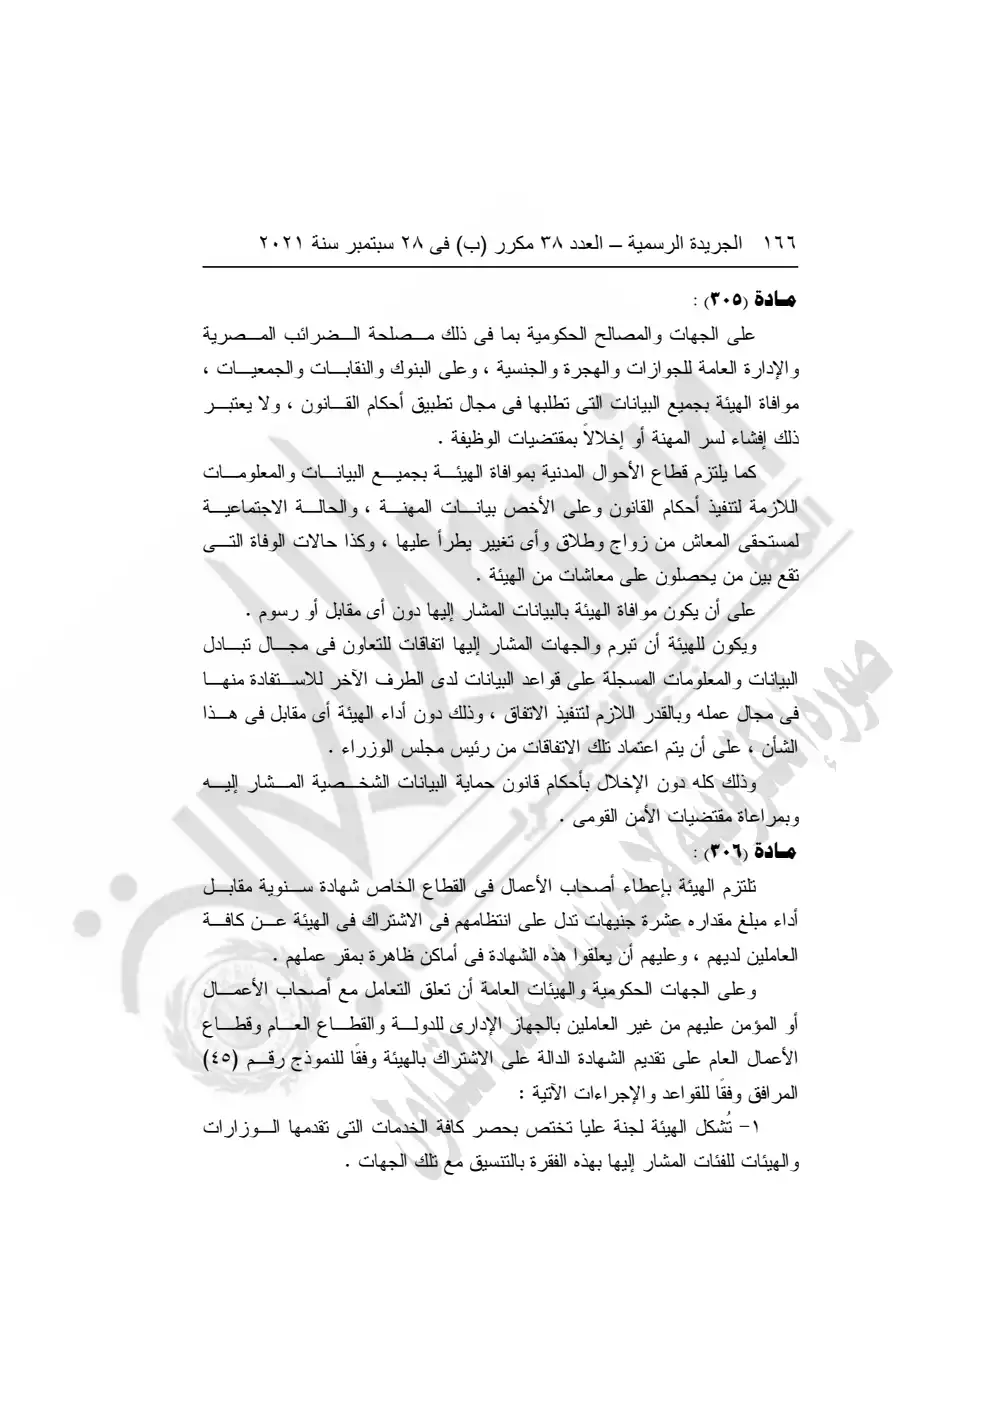 ١٦٦ الجريدة الرسمية – العدد ٣٨ مكرر (ب) فى ٢٨ سبتمبر سنة ٢٠٢١
مادة (٣٠٥) :
على الجهات والمصالح الحكومية بما فى ذلك مصلحة الضرائب المصرية
والإدارة العامة للجوازات والهجرة والجنسية ، وعلى البنوك والنقابات والجمعيات ،
موافاة الهيئة بجميع البيانات التى تطلبها فى مجال تطبيق أحكام القانون ، ولا يعتبر
ذلك إفشاء لسر المهنة أو إخلالاً بمقتضيات الوظيفة .
كما يلتزم قطاع الأحوال المدنية بموافاة الهيئة بجميع البيانات والمعلومات
اللازمة لتنفيذ أحكام القانون وعلى الأخص بيانات المهنة ، والحالة الاجتماعية
لمستحقى المعاش من زواج وطلاق وأى تغيير يطرأ عليها ، وكذا حالات الوفاة التى
تقع بين من يحصلون على معاشات من الهيئة .
على أن يكون موافاة الهيئة بالبيانات المشار إليها دون أى مقابل أو رسوم .
ويكون للهيئة أن تبرم والجهات المشار إليها اتفاقات للتعاون فى مجال تبادل
البيانات والمعلومات المسجلة على قواعد البيانات لدى الطرف الآخر للاستفادة منها
فى مجال عمله وبالقدر اللازم لتنفيذ الاتفاق ، وذلك دون أداء الهيئة أى مقابل فى هذا
الشأن ، على أن يتم اعتماد تلك الاتفاقات من رئيس مجلس الوزراء .
وذلك كله دون الإخلال بأحكام قانون حماية البيانات الشخصية المشار إليه
وبمراعاة مقتضيات الأمن القومى .
مادة (٣٠٦) :
تلتزم الهيئة بإعطاء أصحاب الأعمال فى القطاع الخاص شهادة سنوية مقابل
أداء مبلغ مقداره عشرة جنيهات تدل على انتظامهم فى الاشتراك فى الهيئة عن كافة
العاملين لديهم ، وعليهم أن يعلقوا هذه الشهادة فى أماكن ظاهرة بمقر عملهم .
وعلى الجهات الحكومية والهيئات العامة أن تعلق التعامل مع أصحاب الأعمال
أو المؤمن عليهم من غير العاملين بالجهاز الإدارى للدولة والقطاع العام وقطاع
الأعمال العام على تقديم الشهادة الدالة على الاشتراك بالهيئة وفقًا للنموذج رقم (٤٥)
المرافق وفقًا للقواعد والإجراءات الآتية :
١- تُشكل الهيئة لجنة عليا تختص بحصر كافة الخدمات التى تقدمها الوزارات
والهيئات للفئات المشار إليها بهذه الفقرة بالتنسيق مع تلك الجهات .